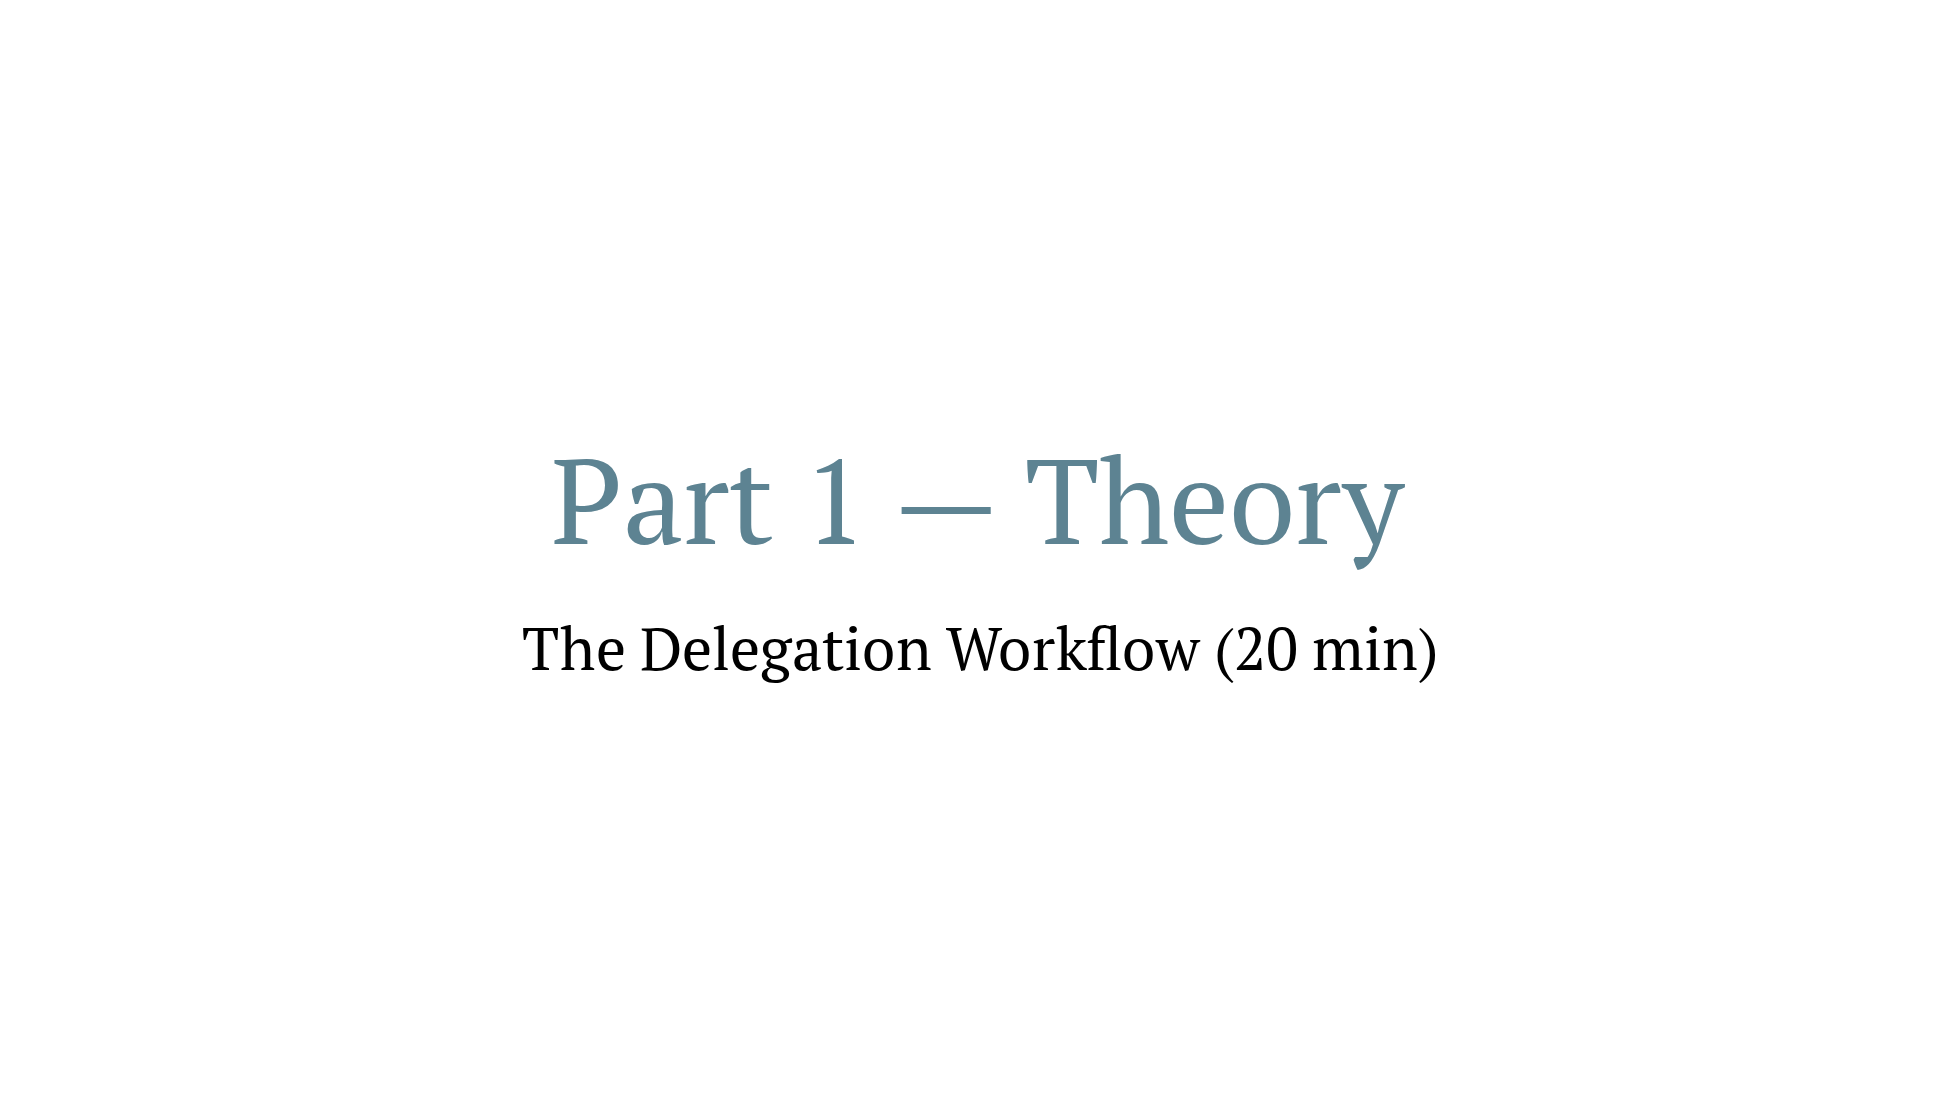 Part 1 — Theory
The Delegation Workflow (20 min)